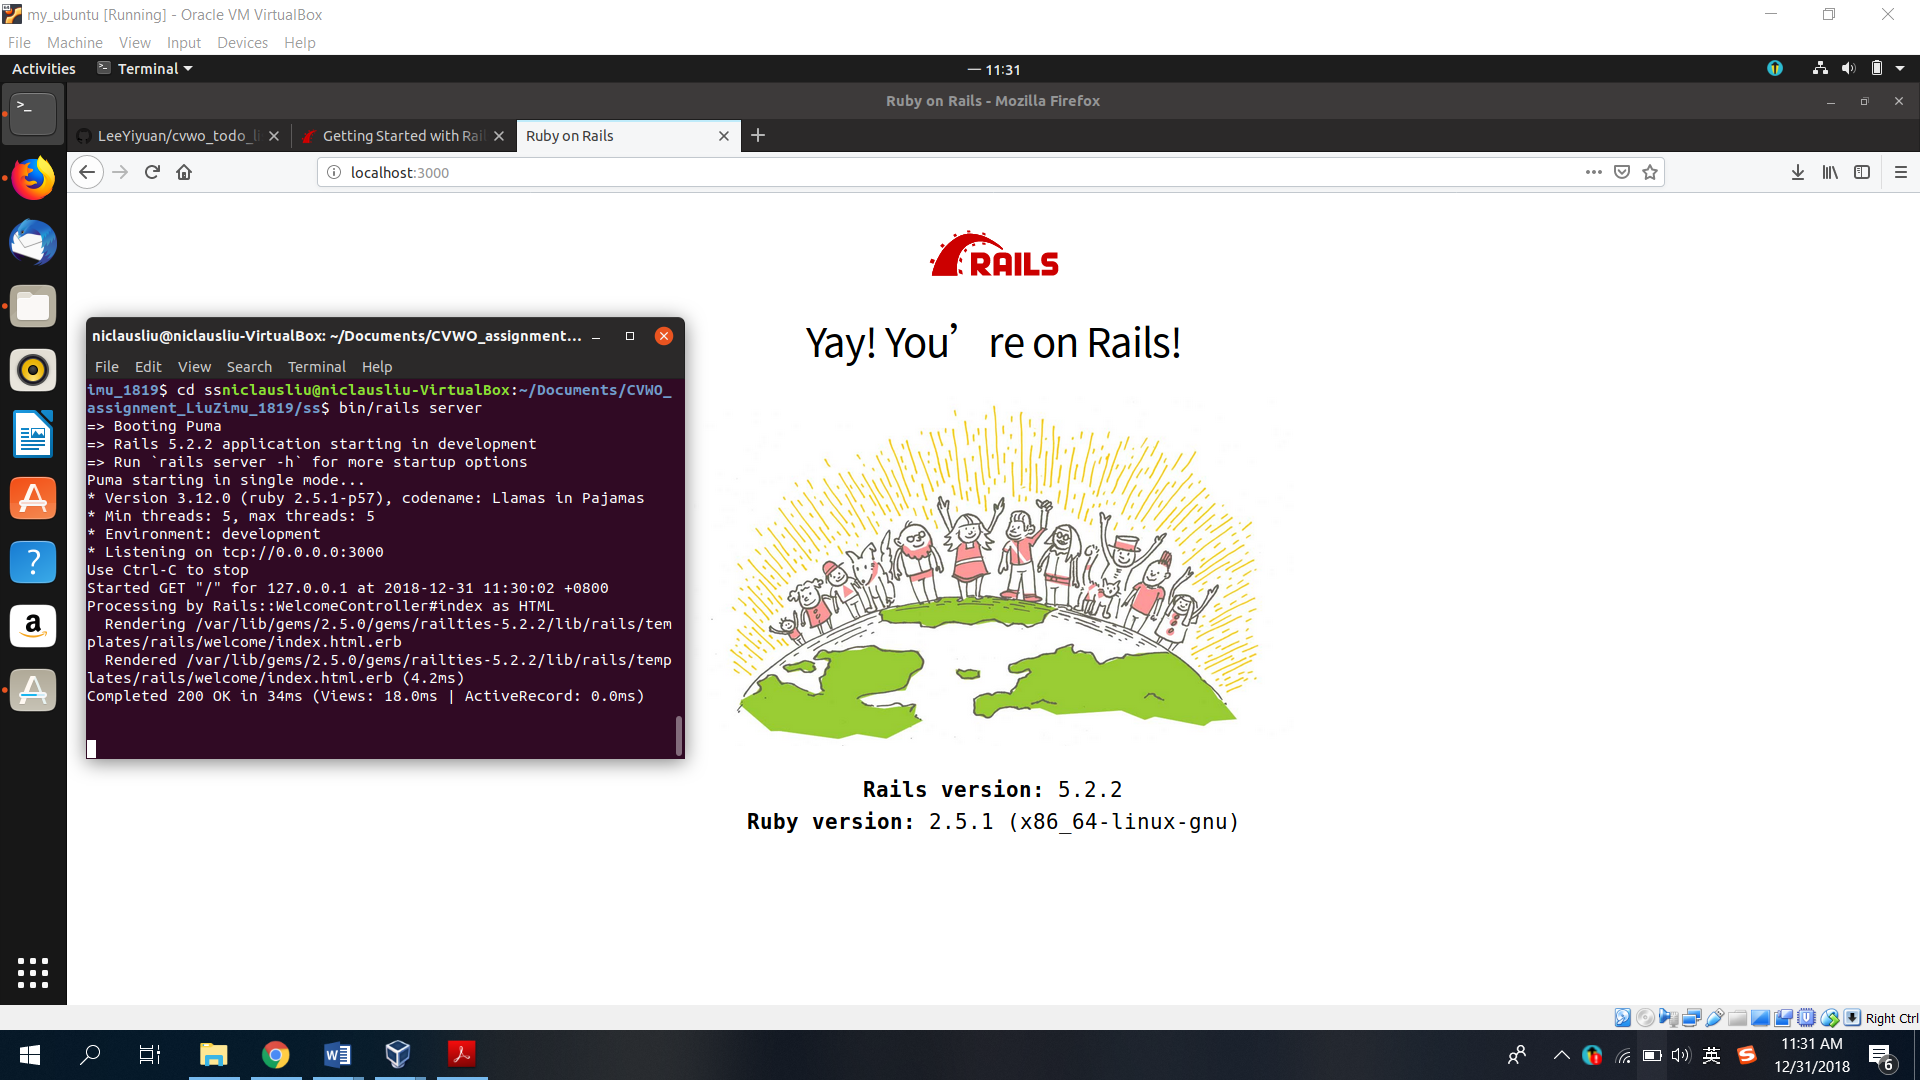 my_ubuntu [Running] - Oracle VM VirtualBox
File Machine View Input Devices Help
Activities Terminal 11:31
Ruby on Rails - Mozilla Firefox
LeeYiyuan/cvwo_todo_li Getting Started with Rail Ruby on Rails
localhost:3000
RAILS
Yay! You’re on Rails!
niclausliu@niclausliu-VirtualBox: ~/Documents/CVWO_assignment...
File Edit View Search Terminal Help
imu_1819$ cd ssniclausliu@niclausliu-VirtualBox:~/Documents/CVWO_
assignment_LiuZimu_1819/ss$ bin/rails server
=> Booting Puma
=> Rails 5.2.2 application starting in development
=> Run `rails server -h` for more startup options
Puma starting in single mode...
* Version 3.12.0 (ruby 2.5.1-p57), codename: Llamas in Pajamas
* Min threads: 5, max threads: 5
* Environment: development
* Listening on tcp://0.0.0.0:3000
Use Ctrl-C to stop
Started GET "/" for 127.0.0.1 at 2018-12-31 11:30:02 +0800
Processing by Rails::WelcomeController#index as HTML
Rendering /var/lib/gems/2.5.0/gems/railties-5.2.2/lib/rails/tem
plates/rails/welcome/index.html.erb
Rendered /var/lib/gems/2.5.0/gems/railties-5.2.2/lib/rails/temp
lates/rails/welcome/index.html.erb (4.2ms)
Completed 200 OK in 34ms (Views: 18.0ms | ActiveRecord: 0.0ms)
Rails version: 5.2.2
Ruby version: 2.5.1 (x86_64-linux-gnu)
Right Ctrl
英
11:31 AM
12/31/2018
6